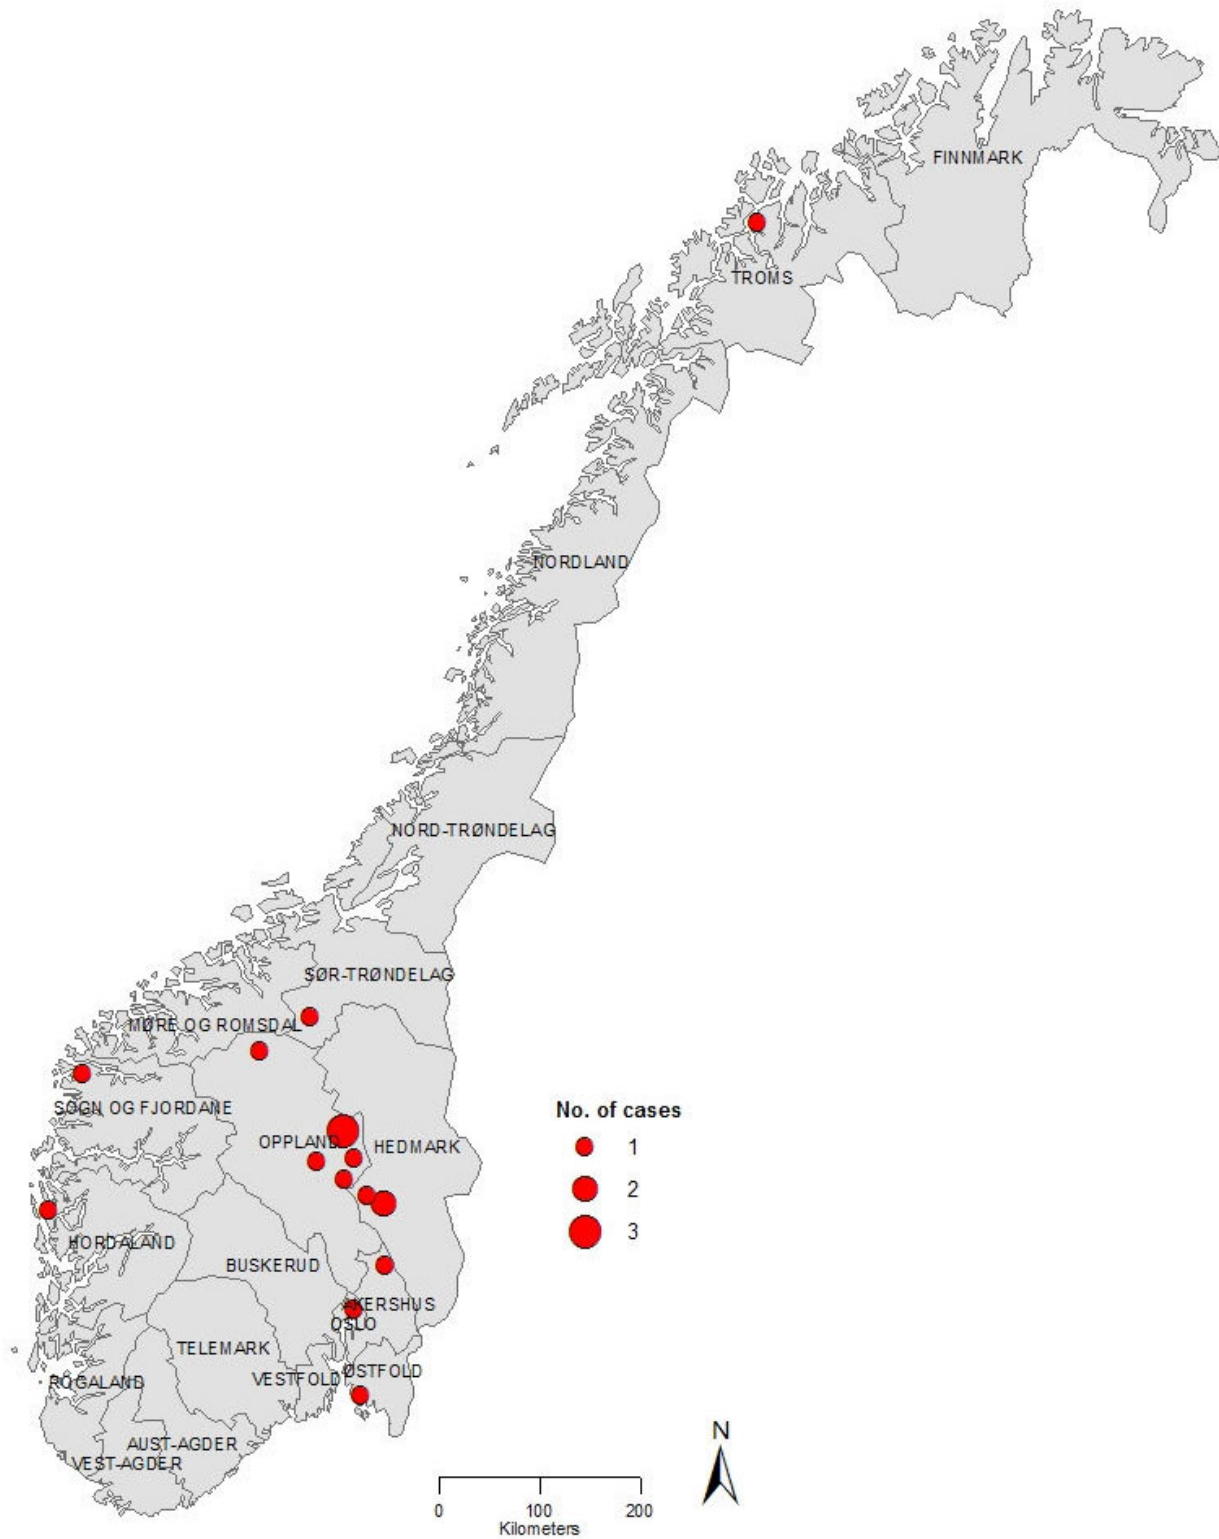 FINNMARK
TROMS
NORDLAND
NORD-TRØNDELAG
SØR-TRØNDELAG
MØRE OG ROMSDAL
SOGN OG FJORDANE
OPPLAND
HEDMARK
HORDALAND
BUSKERUD
AKERSHUS
OSLO
TELEMARK
VESTFOLD
ØSTFOLD
ROGALAND
AUST-AGDER
VEST-AGDER
No. of cases
1
2
3
N
0 100 200
Kilometers